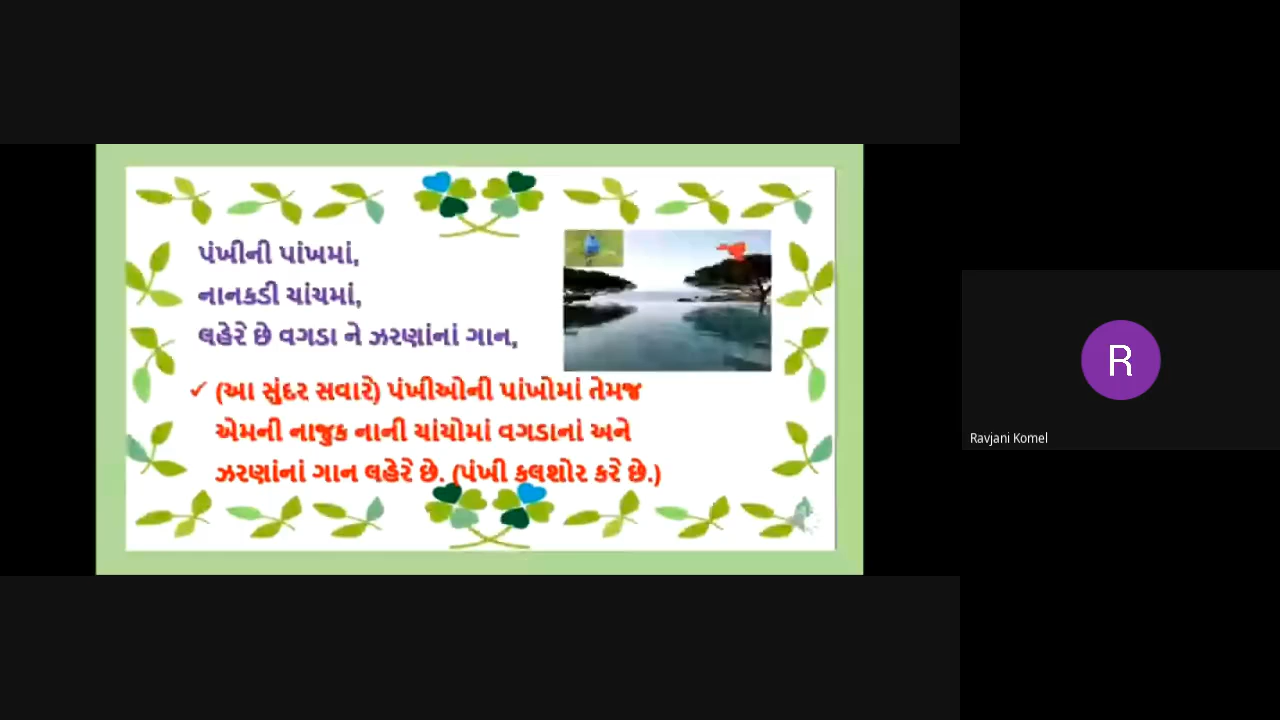 પંખીની પાંખમાં,
નાનકડી ચાંચમાં,
લહેરે છે વગડા ને ઝરણાંનાં ગાન,
✓ (આ સુંદર સવારે) પંખીઓની પાંખોમાં તેમજ
એમની નાજુક નાની ચાંચોમાં વગડાનાં અને
ઝરણાંનાં ગાન લહેરે છે. (પંખી કલશોર કરે છે.)
R
Ravjani Komel